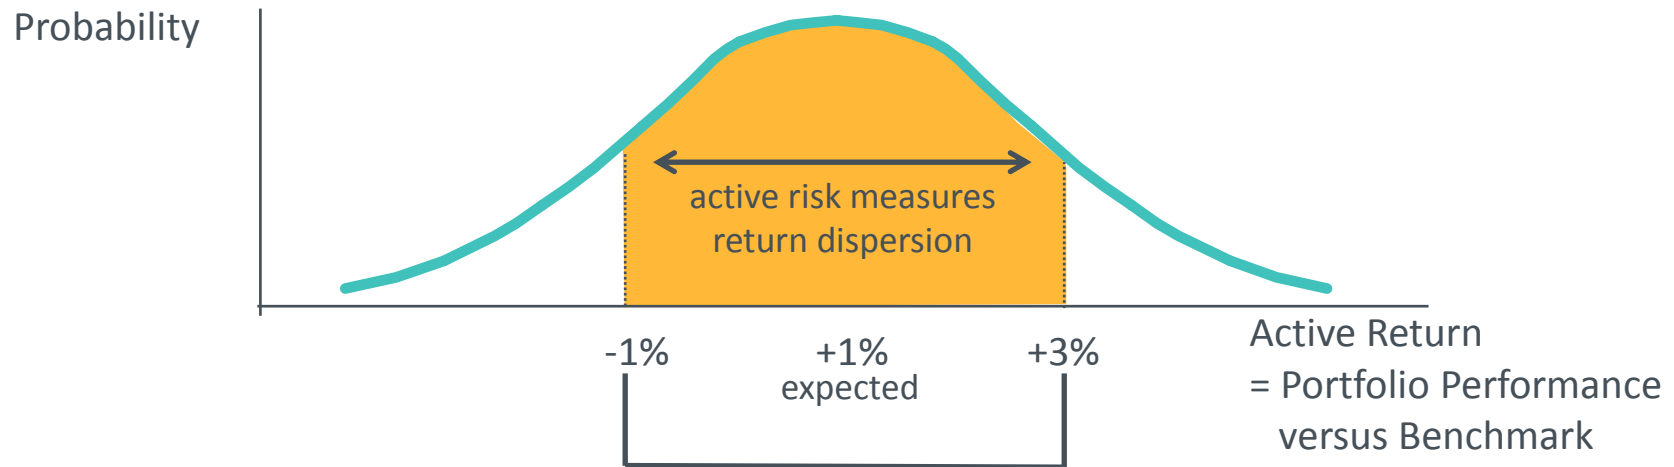 Probability
active risk measures
return dispersion
-1%
+1%
+3%
expected
Active Return
= Portfolio Performance
versus Benchmark